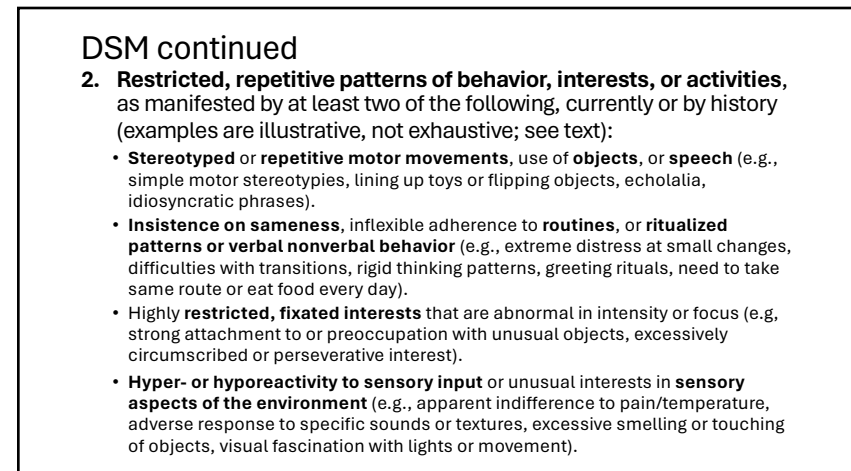 DSM continued
2. Restricted, repetitive patterns of behavior, interests, or activities,
as manifested by at least two of the following, currently or by history
(examples are illustrative, not exhaustive; see text):
• Stereotyped or repetitive motor movements, use of objects, or speech (e.g.,
simple motor stereotypies, lining up toys or flipping objects, echolalia,
idiosyncratic phrases).
• Insistence on sameness, inflexible adherence to routines, or ritualized
patterns or verbal nonverbal behavior (e.g., extreme distress at small changes,
difficulties with transitions, rigid thinking patterns, greeting rituals, need to take
same route or eat food every day).
• Highly restricted, fixated interests that are abnormal in intensity or focus (e.g,
strong attachment to or preoccupation with unusual objects, excessively
circumscribed or perseverative interest).
• Hyper- or hyporeactivity to sensory input or unusual interests in sensory
aspects of the environment (e.g., apparent indifference to pain/temperature,
adverse response to specific sounds or textures, excessive smelling or touching
of objects, visual fascination with lights or movement).